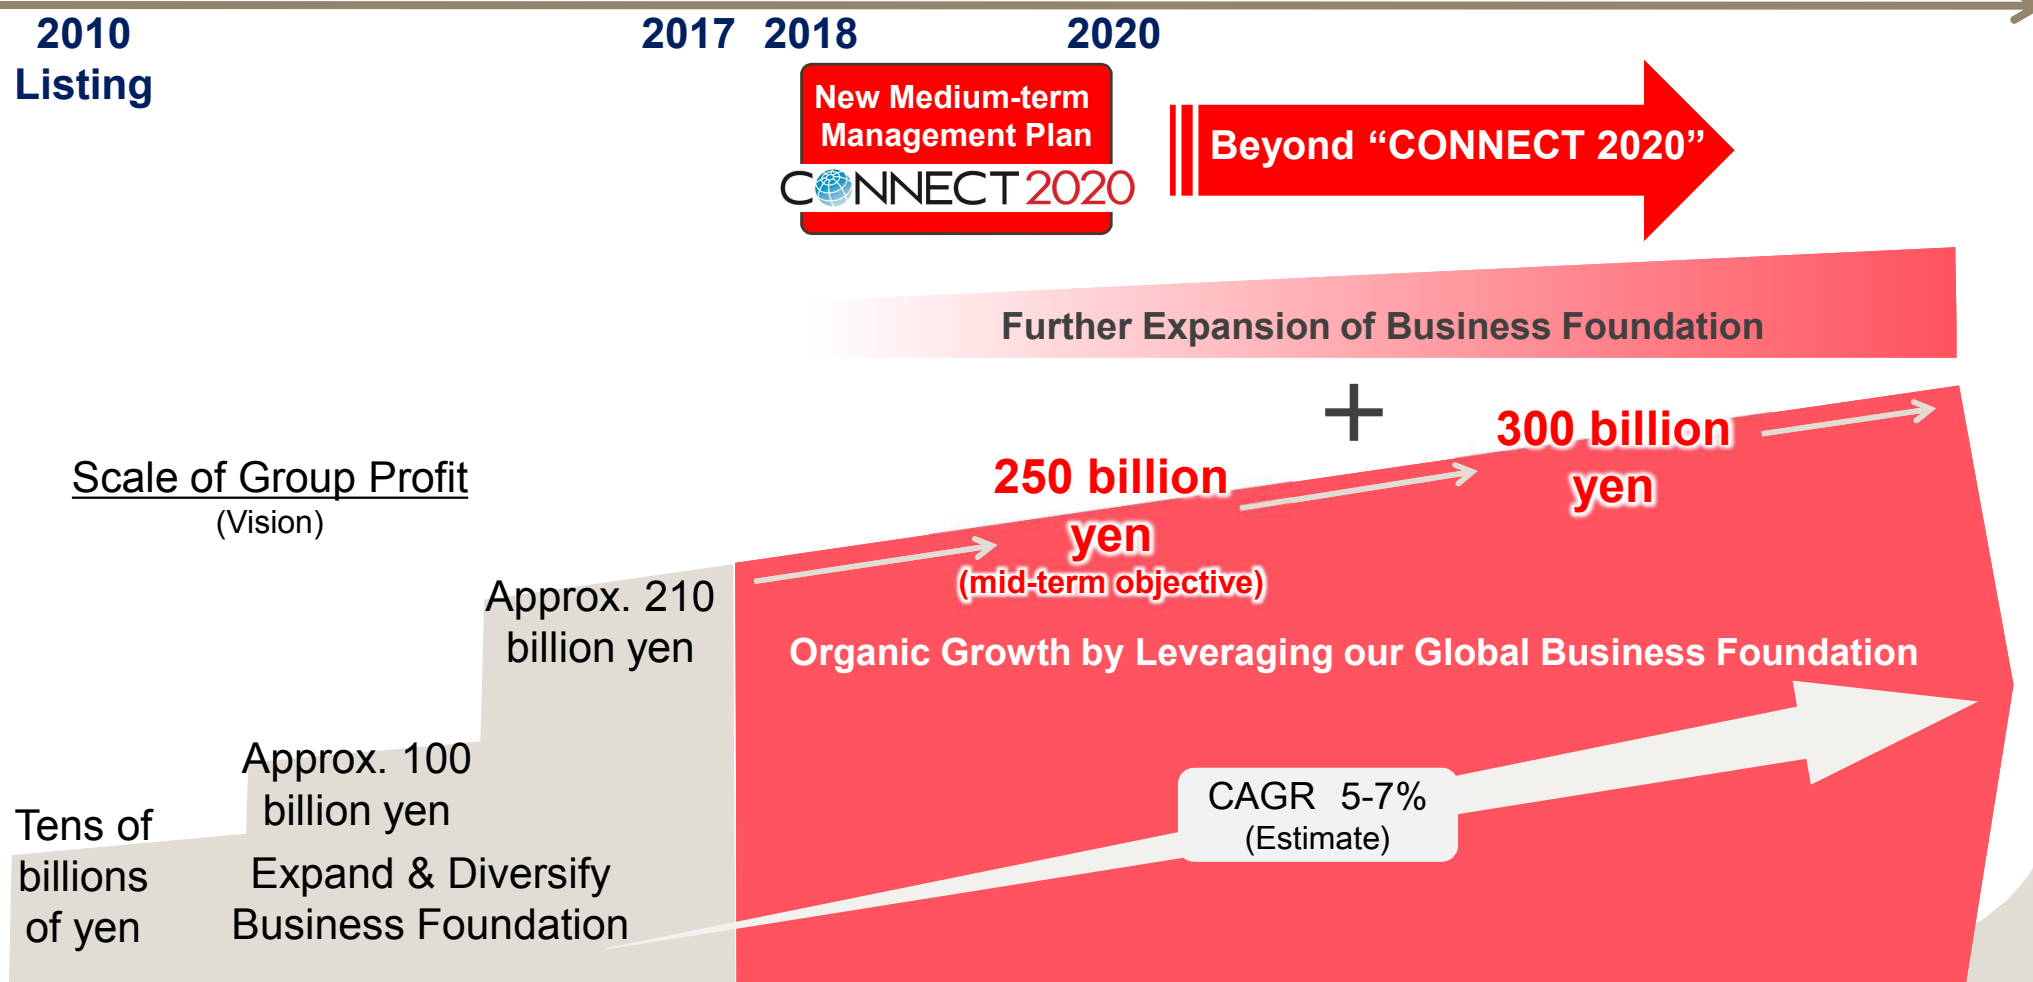 2010
Listing
2017
2018
2020
New Medium-term
Management Plan
CONNECT 2020
Beyond “CONNECT 2020”
Further Expansion of Business Foundation
+
Scale of Group Profit
(Vision)
300 billion
yen
250 billion
yen
(mid-term objective)
Approx. 210
billion yen
Organic Growth by Leveraging our Global Business Foundation
Approx. 100
billion yen
Tens of
billions
of yen
Expand & Diversify
Business Foundation
CAGR 5-7%
(Estimate)